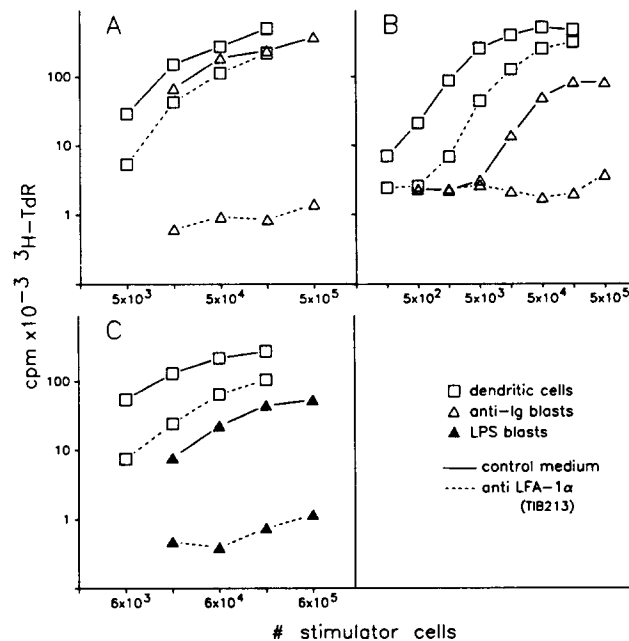 A
B
100
10
1
5x10³
5x10⁴
5x10⁵
5x10²
5x10³
5x10⁴
5x10⁵
cpm x10⁻³ ³H-TdR
C
100
10
1
6x10³
6x10⁴
6x10⁵
dendritic cells
anti-Ig blasts
LPS blasts
control medium
anti LFA-1α
(TIB213)
# stimulator cells